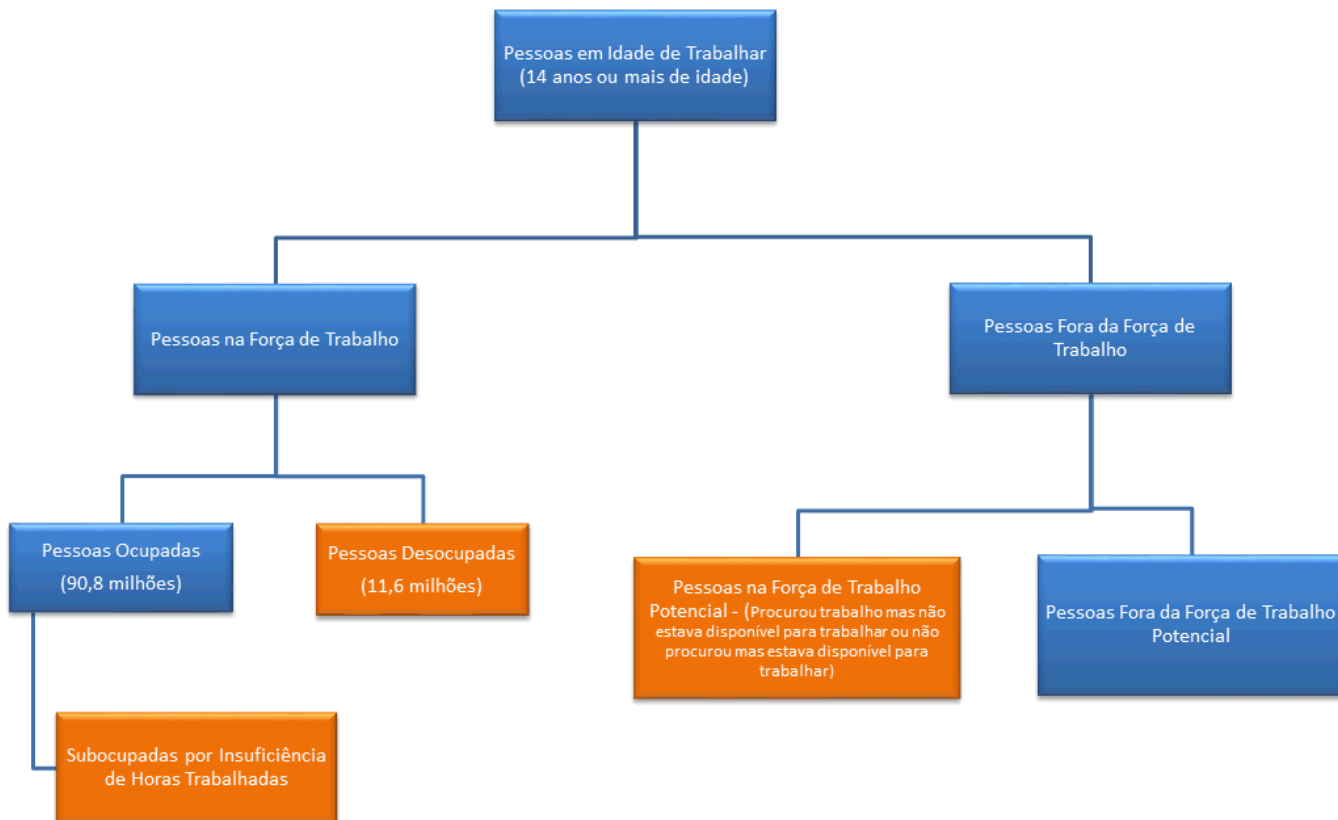 Pessoas em Idade de Trabalhar
(14 anos ou mais de idade)
Pessoas na Força de Trabalho
Pessoas Fora da Força de
Trabalho
Pessoas Ocupadas
(90,8 milhões)
Pessoas Desocupadas
(11,6 milhões)
Pessoas na Força de Trabalho
Potencial - (Procurou trabalho mas não
estava disponível para trabalhar ou não
procurou mas estava disponível para
trabalhar)
Pessoas Fora da Força de Trabalho
Potencial
Subocupadas por Insuficiência
de Horas Trabalhadas